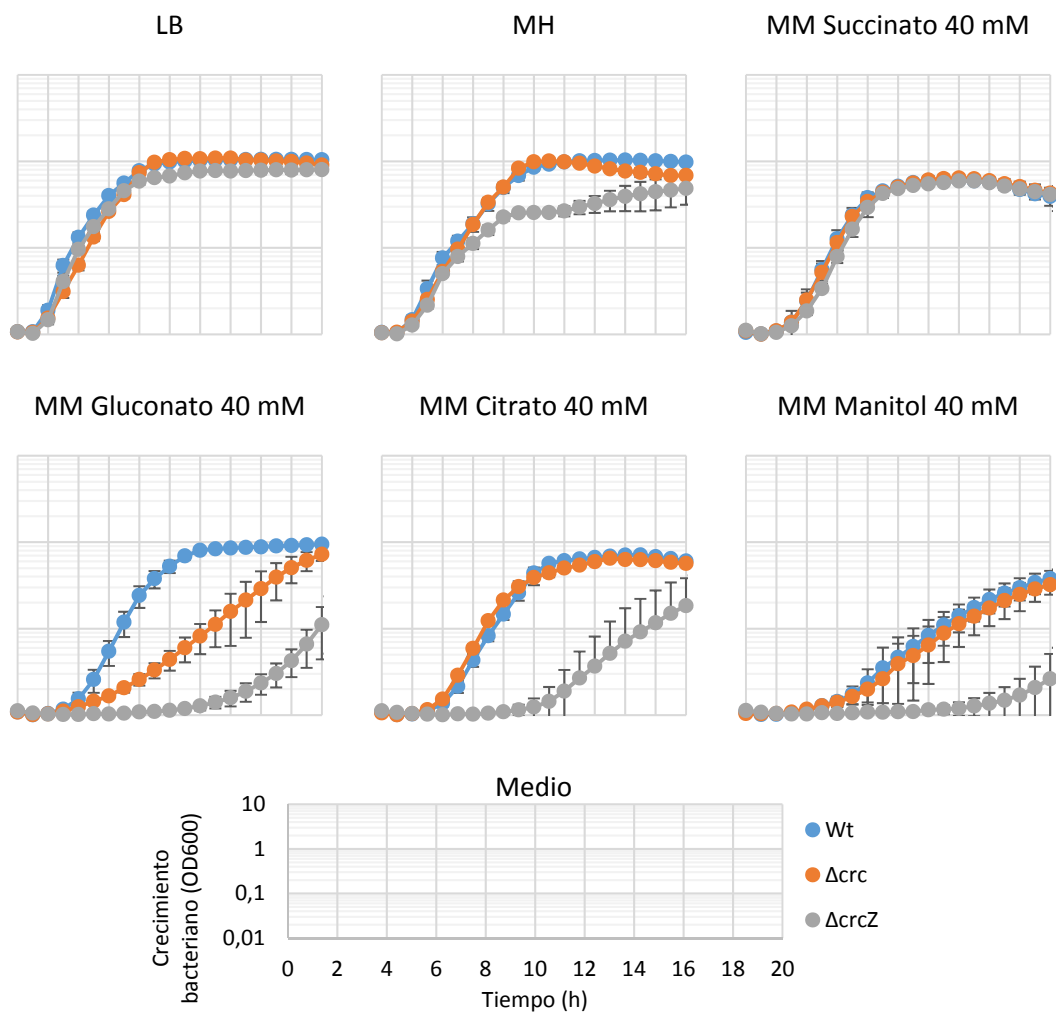 LB
MH
MM Succinato 40 mM
MM Gluconato 40 mM
MM Citrato 40 mM
MM Manitol 40 mM
Medio
Crecimiento
bacteriano (OD600)
10
1
0,1
0,01
0 2 4 6 8 10 12 14 16 18 20
Tiempo (h)
Wt
Δcrc
ΔcrcZ